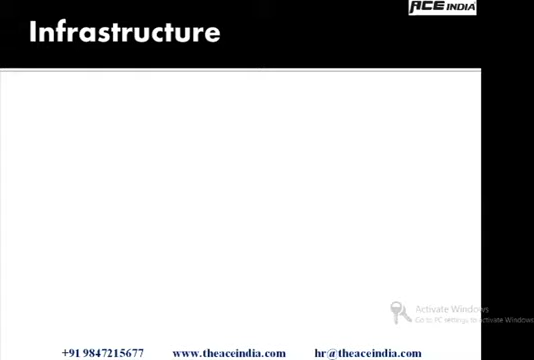 ACE INDIA
Infrastructure
Activate Windows
Go to PC settings to activate Windows
+91 9847215677 www.theaceindia.com hr@theaceindia.com